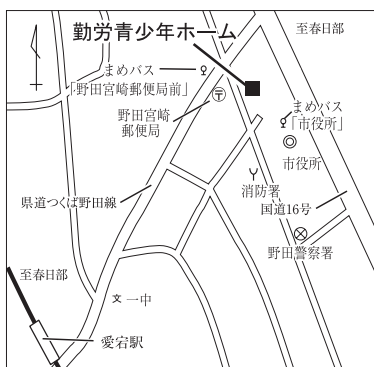 勤労青少年ホーム
至春日部
まめバス
「野田宮崎郵便局前」
野田宮崎
郵便局
まめバス
「市役所」
市役所
消防署
県道つくば野田線
国道16号
野田警察署
至春日部
文 一中
愛宕駅